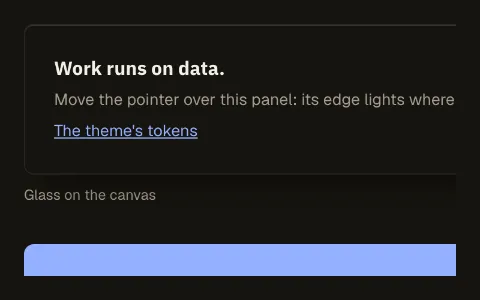 Work runs on data.
Move the pointer over this panel: its edge lights where
The theme's tokens
Glass on the canvas